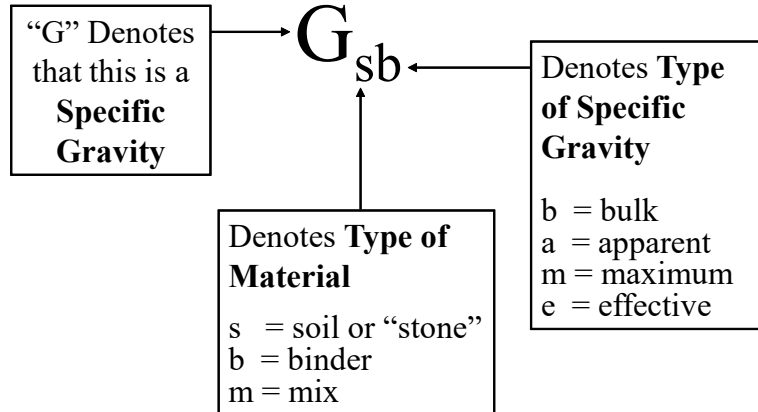 “G” Denotes
that this is a
Specific
Gravity
Gsb
Denotes Type
of Specific
Gravity
b = bulk
a = apparent
m = maximum
e = effective
Denotes Type of
Material
s = soil or “stone”
b = binder
m = mix